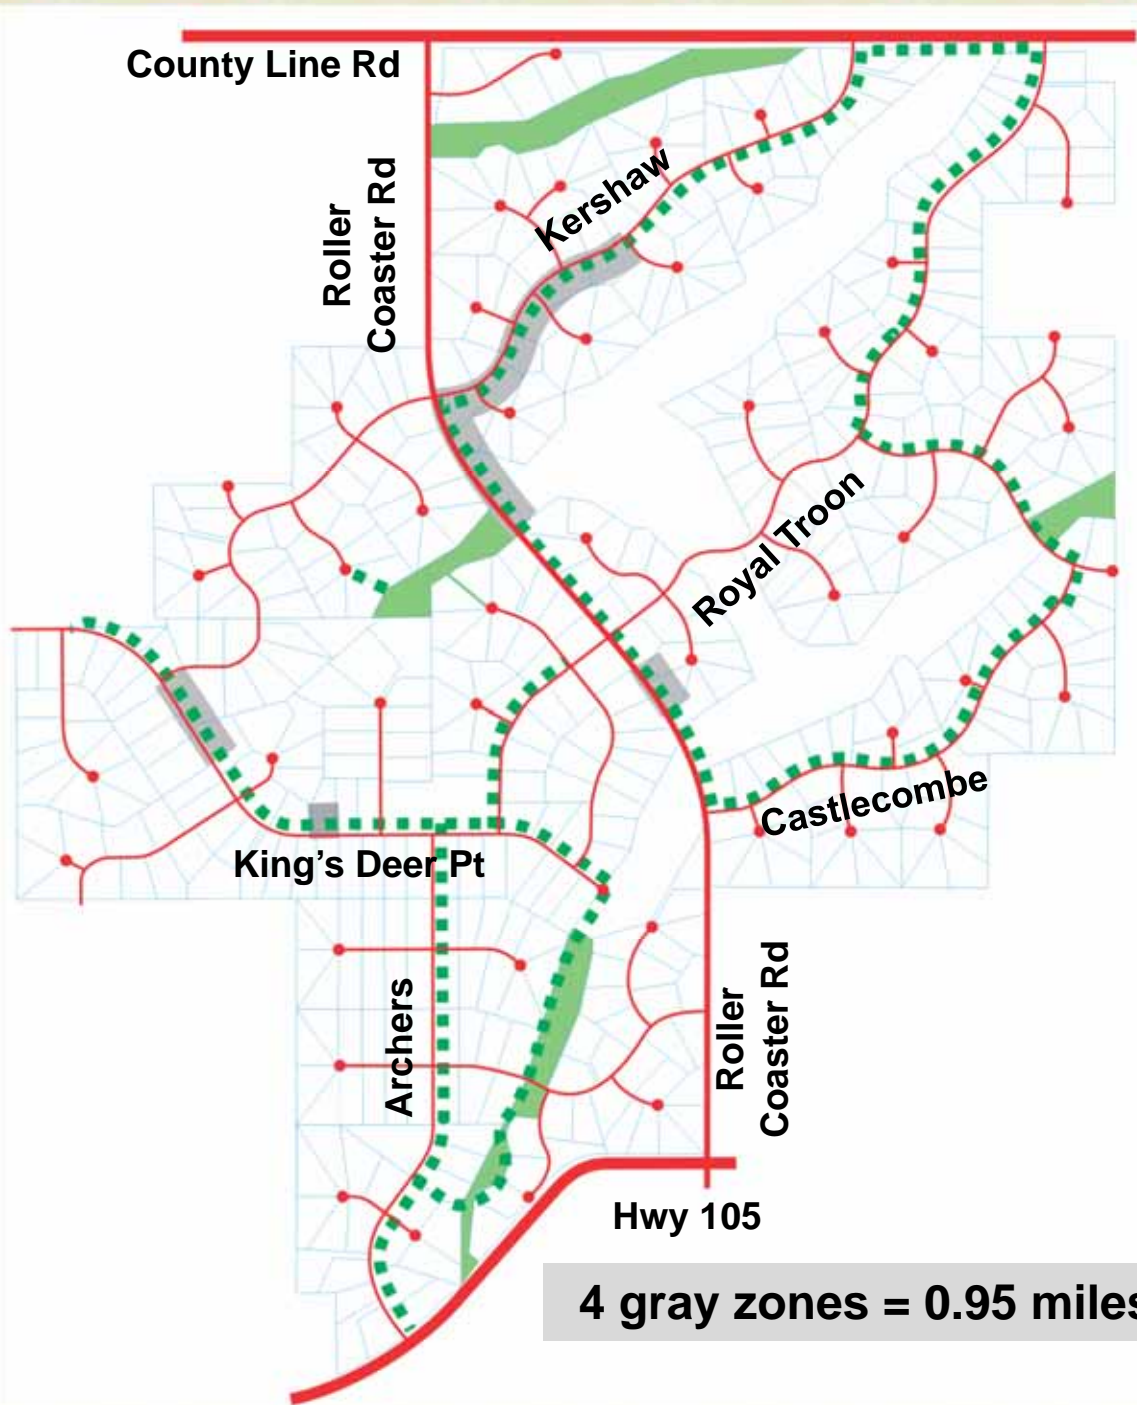 County Line Rd
Roller
Coaster Rd
Kershaw
Royal Troon
Castlecombe
King's Deer Pt
Archers
Roller
Coaster Rd
Hwy 105
4 gray zones = 0.95 miles